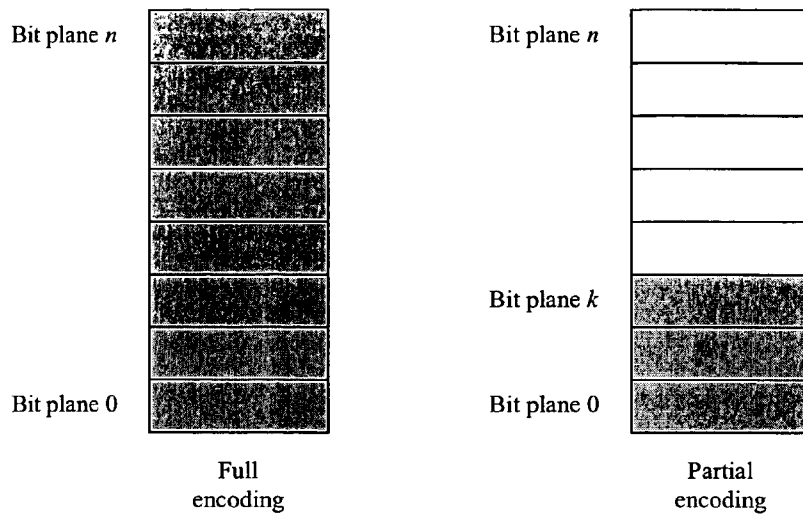 Bit plane n
Bit plane n
Bit plane k
Bit plane 0
Bit plane 0
Full
encoding
Partial
encoding